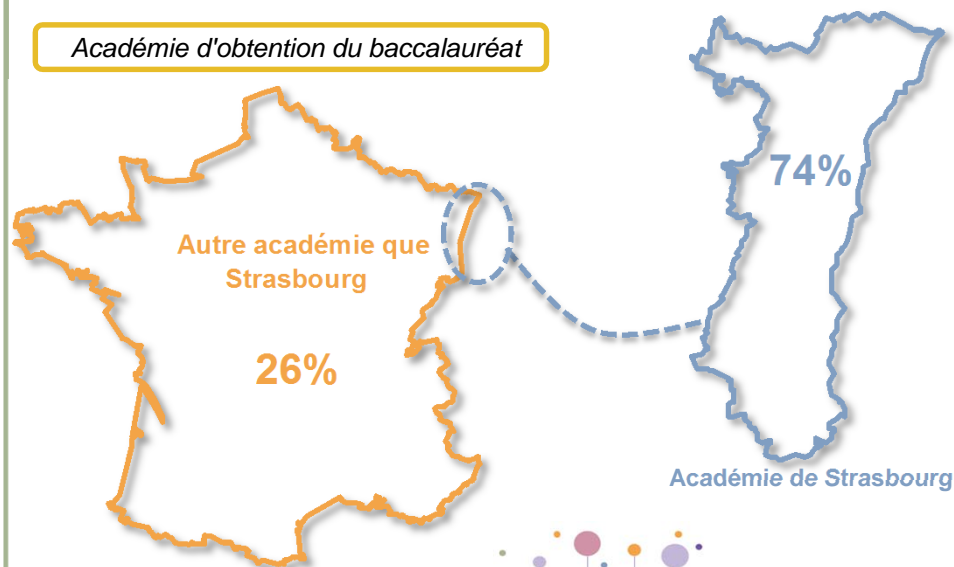 Académie d'obtention du baccalauréat
74%
Autre académie que
Strasbourg
26%
Académie de Strasbourg